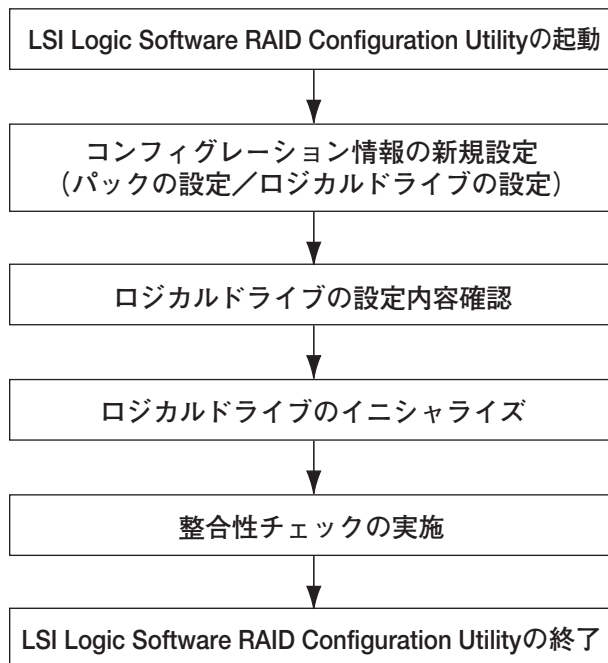 LSI Logic Software RAID Configuration Utilityの起動
コンフィグレーション情報の新規設定
（パックの設定／ロジカルドライブの設定）
ロジカルドライブの設定内容確認
ロジカルドライブのイニシャライズ
整合性チェックの実施
LSI Logic Software RAID Configuration Utilityの終了